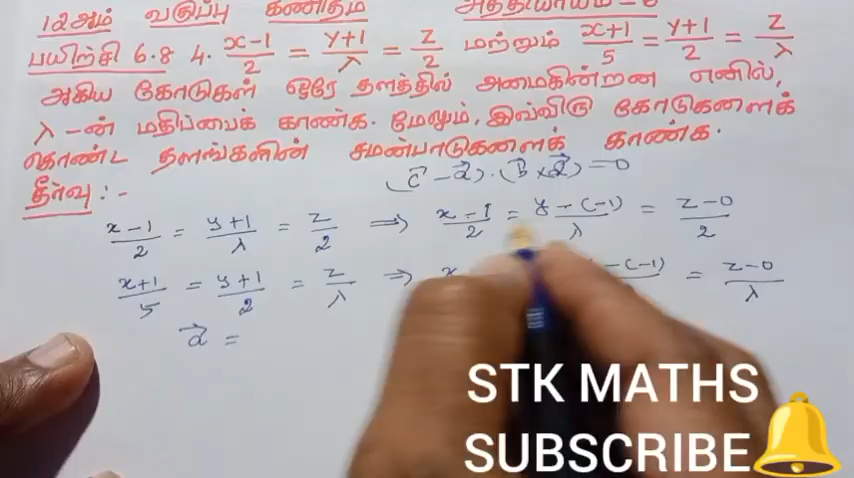 12ஆம் வகுப்பு கணிதம் அத்தியாயம் - 6
பயிற்சி 6.8 4. x-1/2 = y+1/λ = z/2 மற்றும் x+1/5 = y+1/2 = z/λ
ஆகிய கோடுகள் ஒரே தளத்தில் அமைகின்றன எனில்,
λ-ன் மதிப்பைக் காண்க. மேலும், இவ்விரு கோடுகளைக்
கொண்ட தளங்களின் சமன்பாடுகளைக் காண்க.
தீர்வு :- (c⃗ - a⃗) . (b⃗ × d⃗) = 0
x-1/2 = y+1/λ = z/2 ⇒ x-1/2 = y-(-1)/λ = z-0/2
x+1/5 = y+1/2 = z/λ ⇒ x -(-1) = z-0/λ
a⃗ =
STK MATHS
SUBSCRIBE